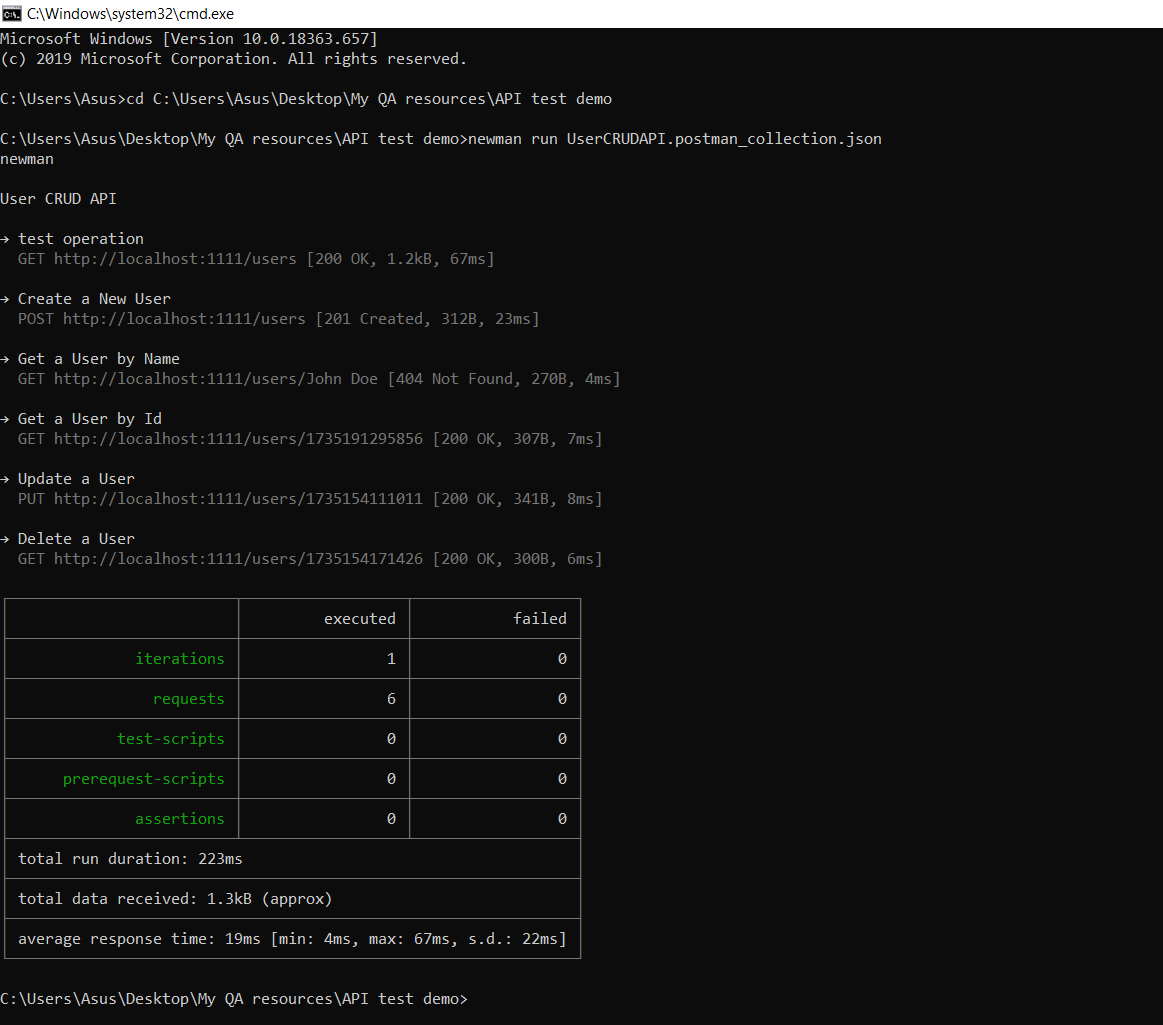 C:\Windows\system32\cmd.exe
Microsoft Windows [Version 10.0.18363.657]
(c) 2019 Microsoft Corporation. All rights reserved.
C:\Users\Asus>cd C:\Users\Asus\Desktop\My QA resources\API test demo
C:\Users\Asus\Desktop\My QA resources\API test demo>newman run UserCRUDAPI.postman_collection.json
newman
User CRUD API
→ test operation
GET http://localhost:1111/users [200 OK, 1.2kB, 67ms]
→ Create a New User
POST http://localhost:1111/users [201 Created, 312B, 23ms]
→ Get a User by Name
GET http://localhost:1111/users/John Doe [404 Not Found, 270B, 4ms]
→ Get a User by Id
GET http://localhost:1111/users/1735191295856 [200 OK, 307B, 7ms]
→ Update a User
PUT http://localhost:1111/users/1735154111011 [200 OK, 341B, 8ms]
→ Delete a User
GET http://localhost:1111/users/1735154171426 [200 OK, 300B, 6ms]
executed failed
iterations 1 0
requests 6 0
test-scripts 0 0
prerequest-scripts 0 0
assertions 0 0
total run duration: 223ms
total data received: 1.3kB (approx)
average response time: 19ms [min: 4ms, max: 67ms, s.d.: 22ms]
C:\Users\Asus\Desktop\My QA resources\API test demo>